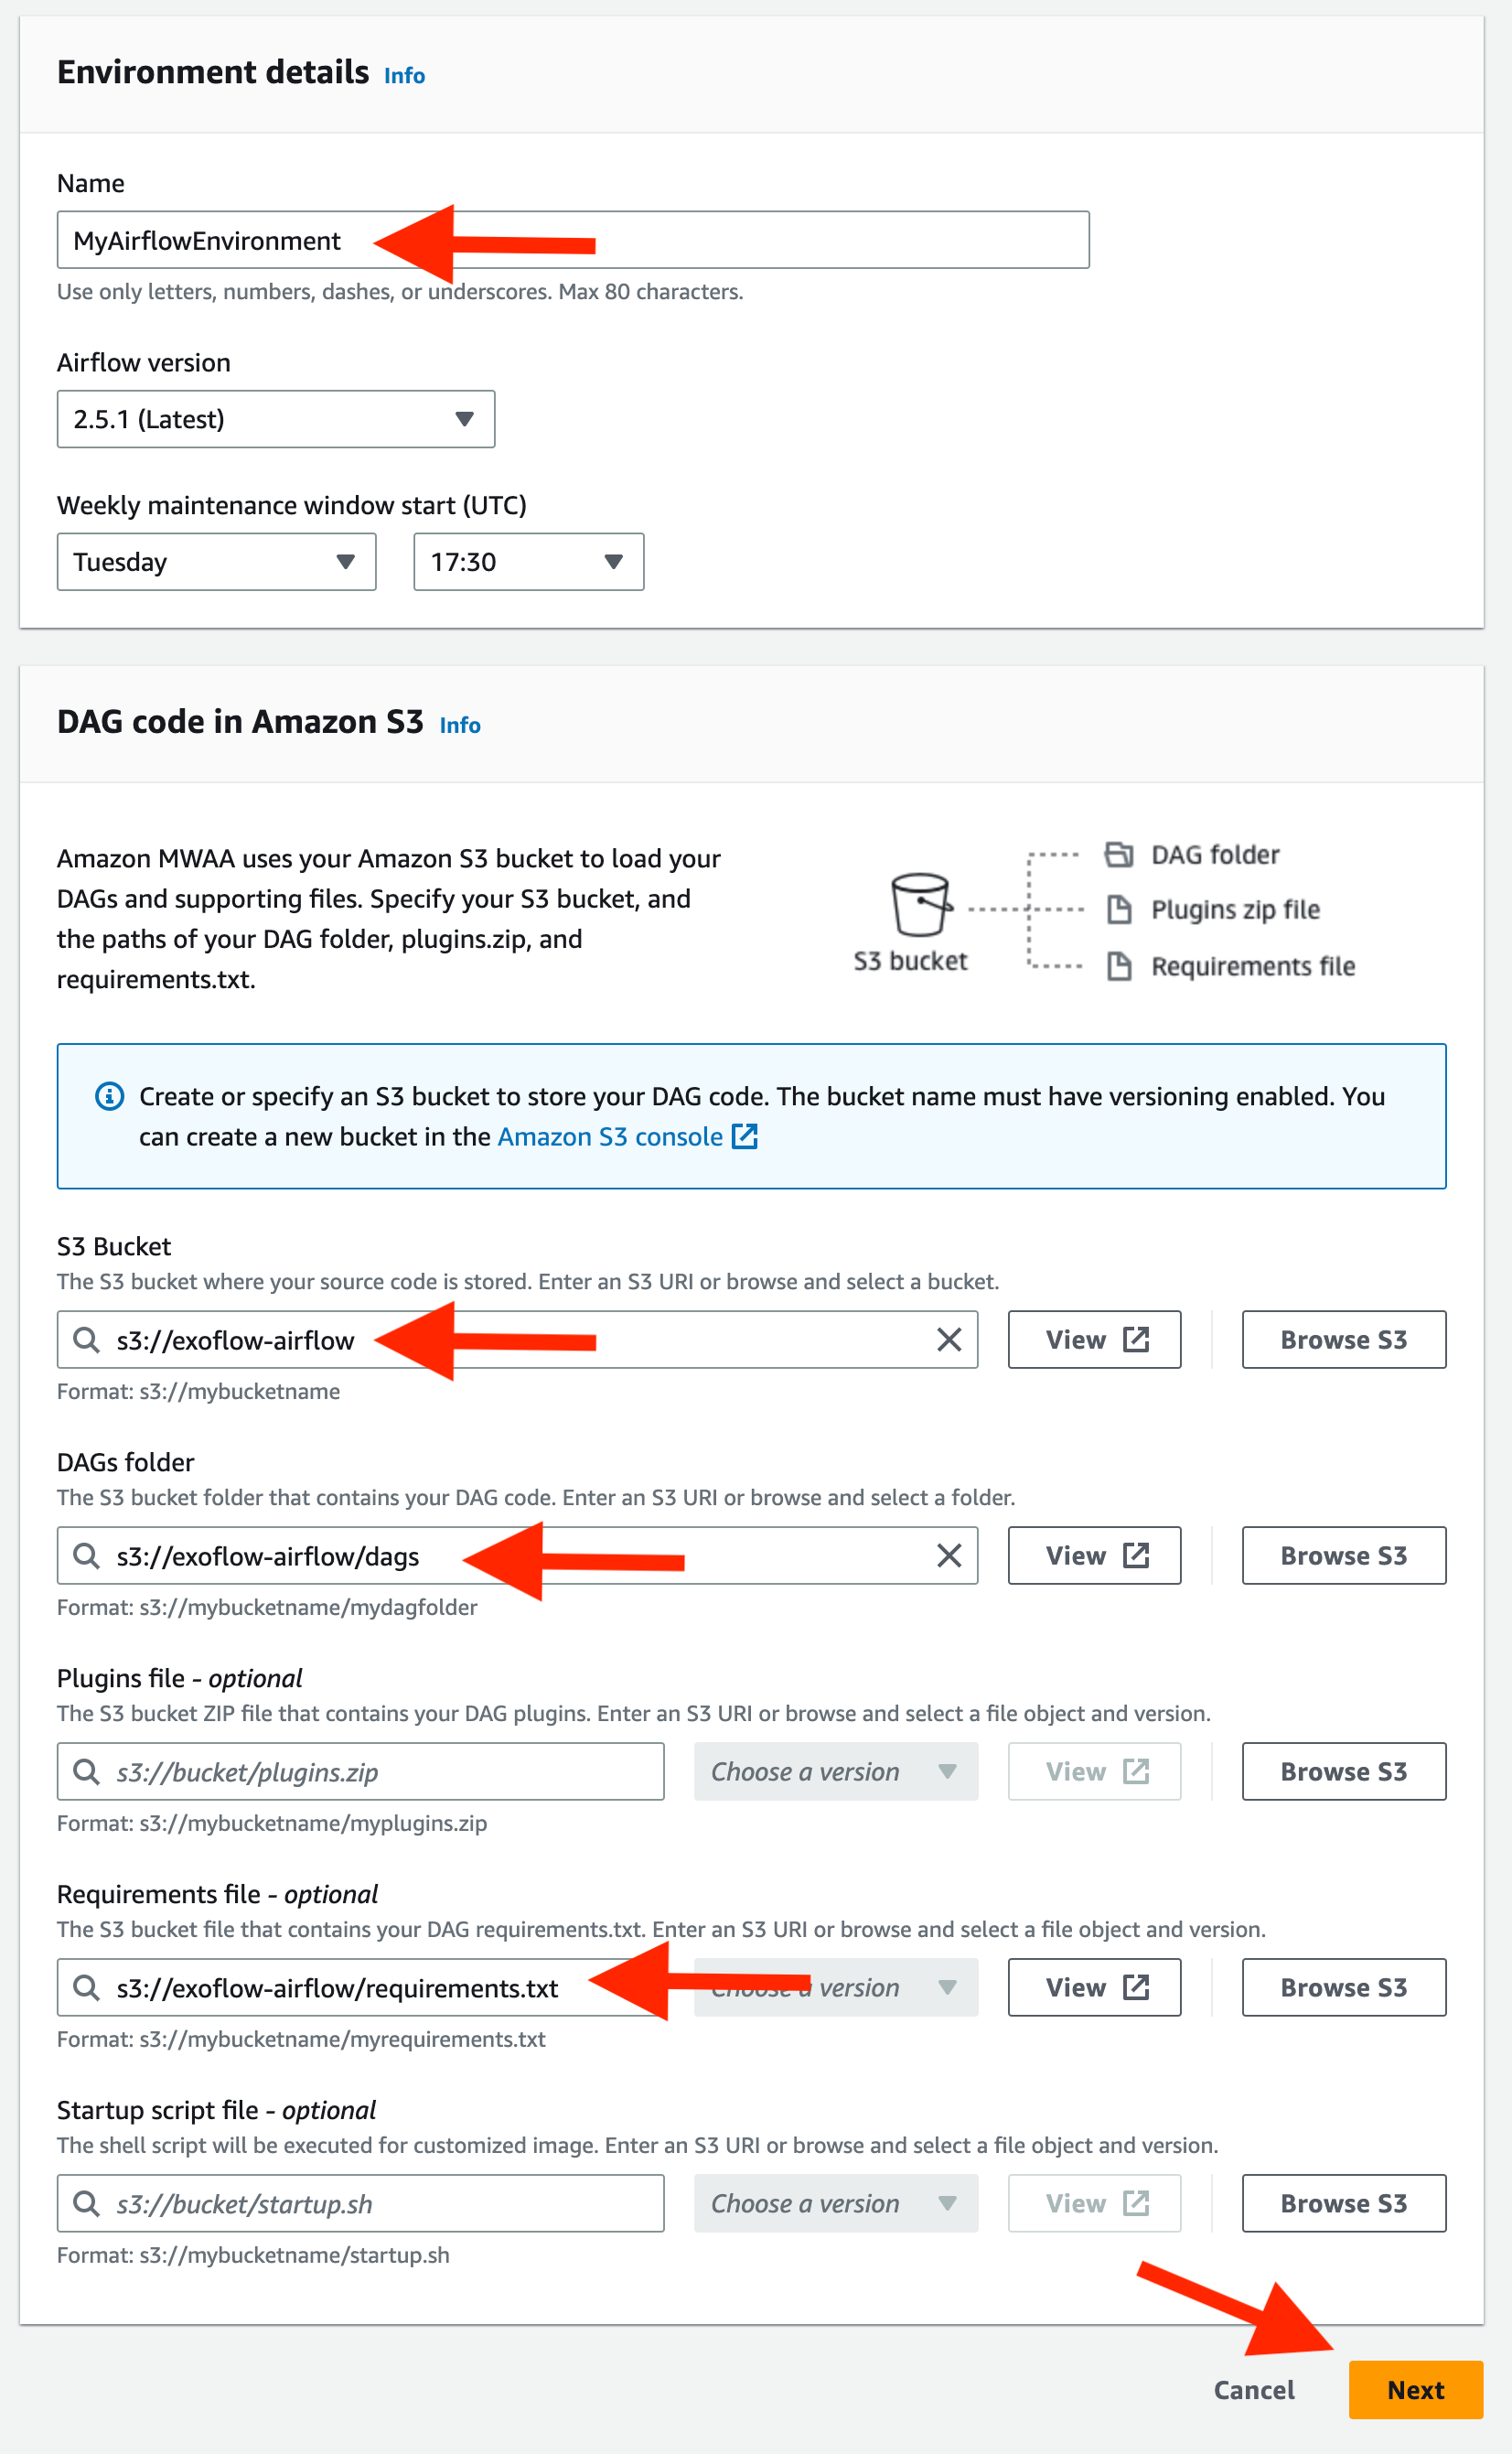 Environment details Info
Name
MyAirflowEnvironment
Use only letters, numbers, dashes, or underscores. Max 80 characters.
Airflow version
2.5.1 (Latest)
Weekly maintenance window start (UTC)
Tuesday 17:30
DAG code in Amazon S3 Info
Amazon MWAA uses your Amazon S3 bucket to load your
DAGs and supporting files. Specify your S3 bucket, and
the paths of your DAG folder, plugins.zip, and
requirements.txt.
S3 bucket
DAG folder
Plugins zip file
Requirements file
Create or specify an S3 bucket to store your DAG code. The bucket name must have versioning enabled. You
can create a new bucket in the Amazon S3 console
S3 Bucket
The S3 bucket where your source code is stored. Enter an S3 URI or browse and select a bucket.
s3://exoflow-airflow View Browse S3
Format: s3://mybucketname
DAGs folder
The S3 bucket folder that contains your DAG code. Enter an S3 URI or browse and select a folder.
s3://exoflow-airflow/dags View Browse S3
Format: s3://mybucketname/mydagfolder
Plugins file - optional
The S3 bucket ZIP file that contains your DAG plugins. Enter an S3 URI or browse and select a file object and version.
s3://bucket/plugins.zip Choose a version View Browse S3
Format: s3://mybucketname/myplugins.zip
Requirements file - optional
The S3 bucket file that contains your DAG requirements.txt. Enter an S3 URI or browse and select a file object and version.
s3://exoflow-airflow/requirements.txt Choose a version View Browse S3
Format: s3://mybucketname/myrequirements.txt
Startup script file - optional
The shell script will be executed for customized image. Enter an S3 URI or browse and select a file object and version.
s3://bucket/startup.sh Choose a version View Browse S3
Format: s3://mybucketname/startup.sh
Cancel Next